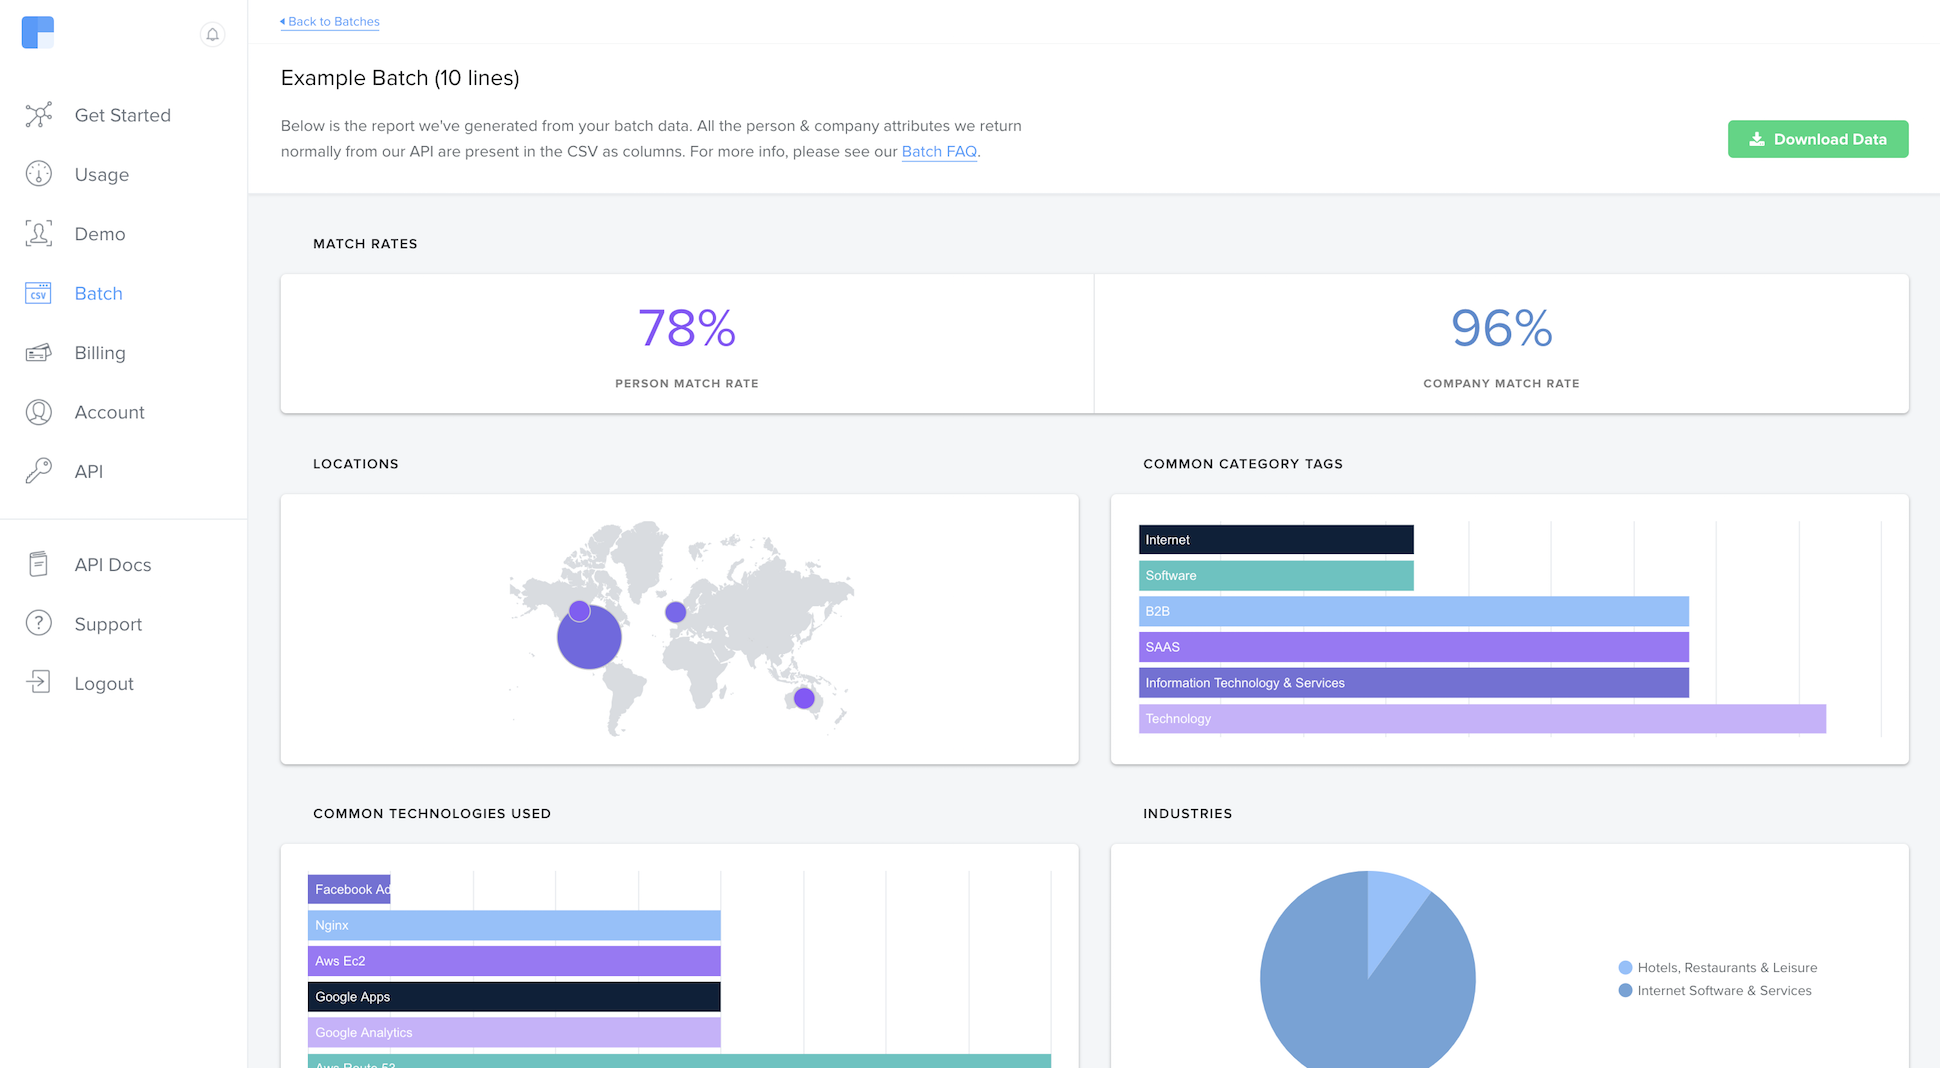 Back to Batches
Example Batch (10 lines)
Below is the report we've generated from your batch data. All the person & company attributes we return
normally from our API are present in the CSV as columns. For more info, please see our Batch FAQ.
Download Data
Get Started
Usage
Demo
CSV
Batch
Billing
Account
API
API Docs
?
Support
Logout
MATCH RATES
78%
PERSON MATCH RATE
96%
COMPANY MATCH RATE
LOCATIONS
COMMON CATEGORY TAGS
Internet
Software
B2B
SAAS
Information Technology & Services
Technology
COMMON TECHNOLOGIES USED
Facebook Ad
Nginx
Aws Ec2
Google Apps
Google Analytics
Aws Route 53
INDUSTRIES
Hotels, Restaurants & Leisure
Internet Software & Services